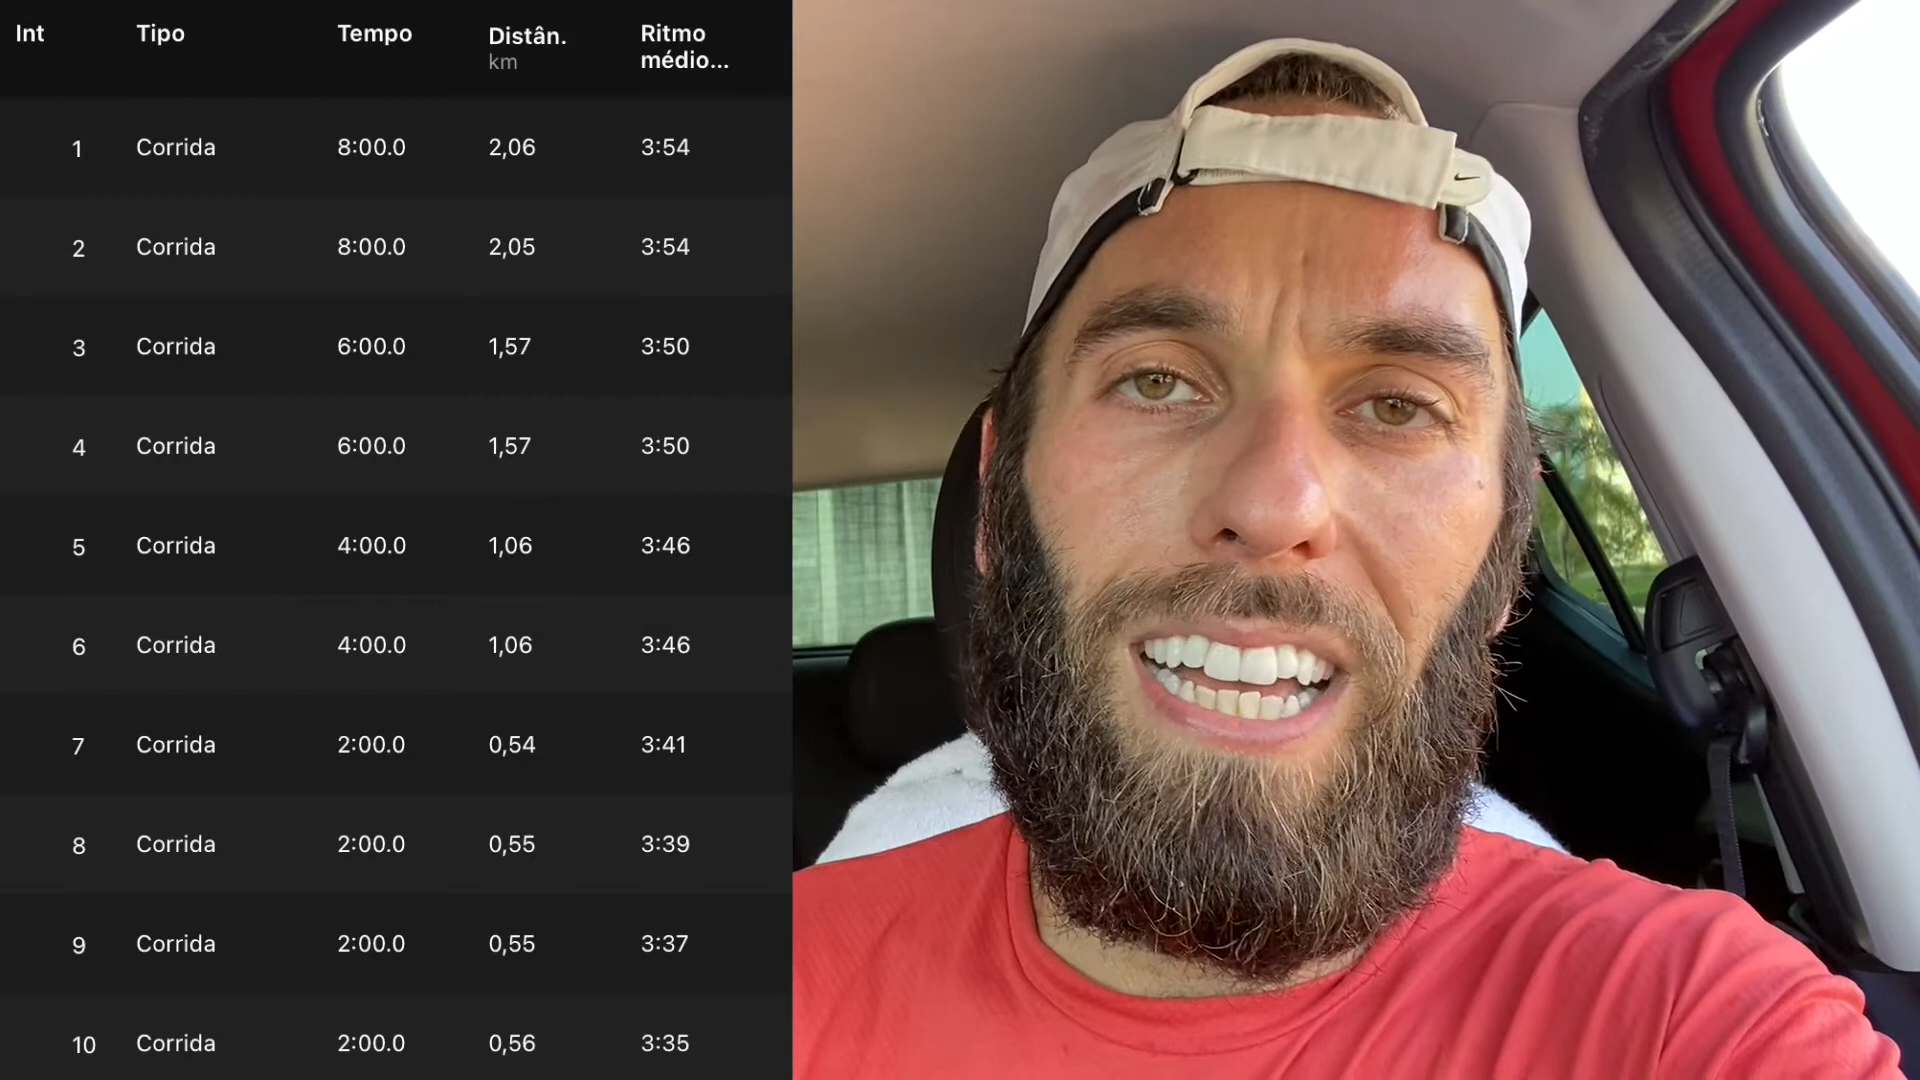 Int Tipo Tempo Distân. Ritmo
km médio...
1 Corrida 8:00.0 2,06 3:54
2 Corrida 8:00.0 2,05 3:54
3 Corrida 6:00.0 1,57 3:50
4 Corrida 6:00.0 1,57 3:50
5 Corrida 4:00.0 1,06 3:46
6 Corrida 4:00.0 1,06 3:46
7 Corrida 2:00.0 0,54 3:41
8 Corrida 2:00.0 0,55 3:39
9 Corrida 2:00.0 0,55 3:37
10 Corrida 2:00.0 0,56 3:35